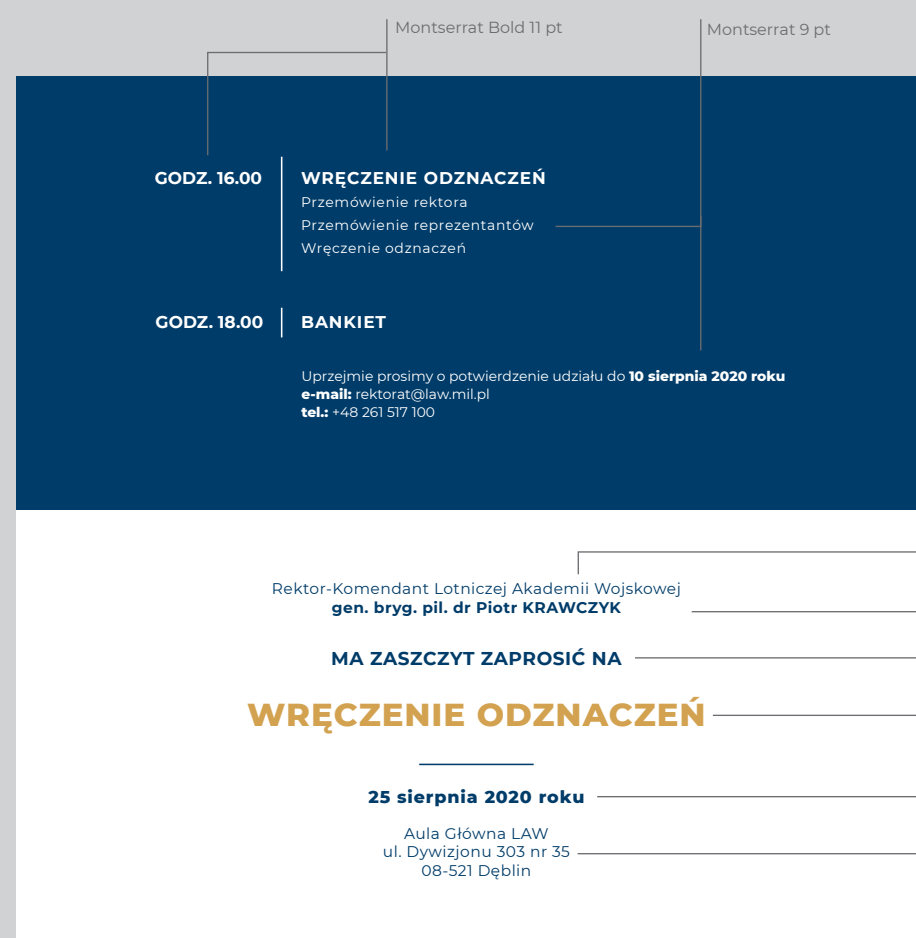 Montserrat Bold 11 pt
Montserrat 9 pt
GODZ. 16.00
WRĘCZENIE ODZNACZEŃ
Przemówienie rektora
Przemówienie reprezentantów
Wręczenie odznaczeń
GODZ. 18.00
BANKIET
Uprzejmie prosimy o potwierdzenie udziału do 10 sierpnia 2020 roku
e-mail: rektorat@law.mil.pl
tel.: +48 261 517 100
Rektor-Komendant Lotniczej Akademii Wojskowej
gen. bryg. pil. dr Piotr KRAWCZYK
MA ZASZCZYT ZAPROSIĆ NA
WRĘCZENIE ODZNACZEŃ
25 sierpnia 2020 roku
Aula Główna LAW
ul. Dywizjonu 303 nr 35
08-521 Dęblin